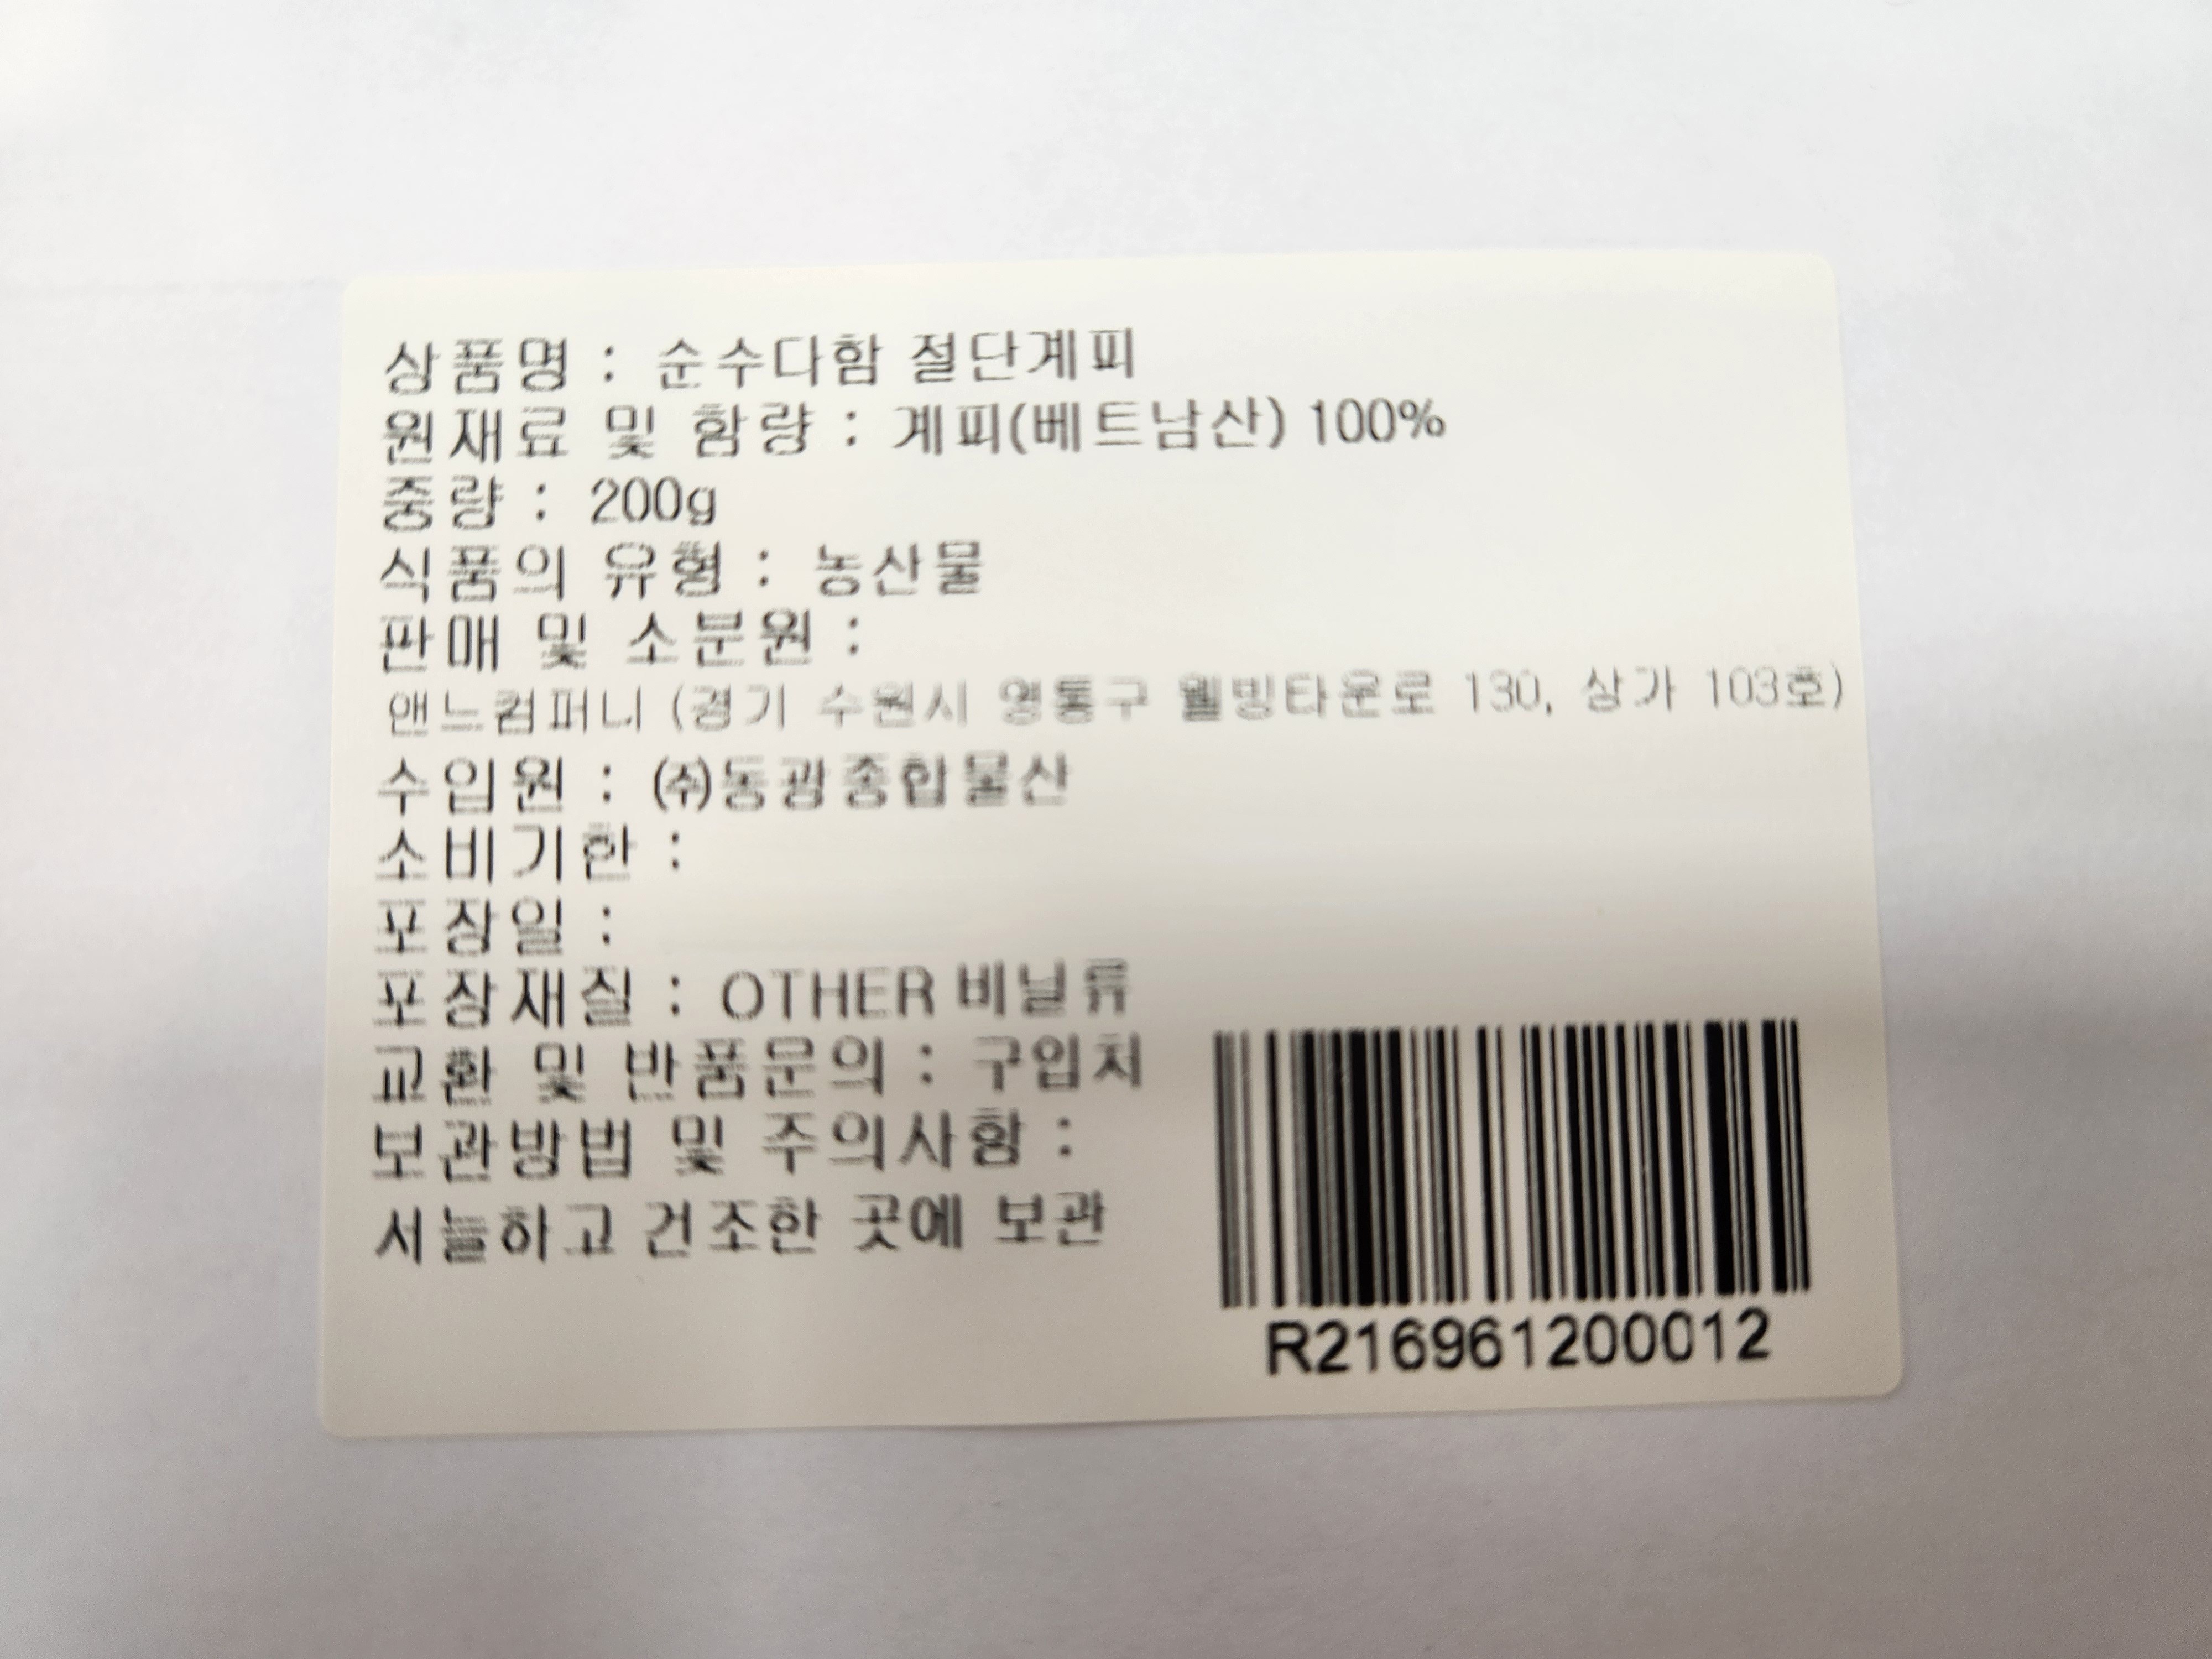 상품명 : 순수다함 절단계피
원재료 및 함량 : 계피(베트남산) 100%
중량 : 200g
식품의 유형 : 농산물
판매 및 소분원 :
앤느컴퍼니 (경기 수원시 영통구 웰빙타운로 130, 상가 103호)
수입원 : ㈜동광종합물산
소비기한 :
포장일 :
포장재질 : OTHER 비닐류
교환 및 반품문의 : 구입처
보관방법 및 주의사항 :
서늘하고 건조한 곳에 보관
R216961200012